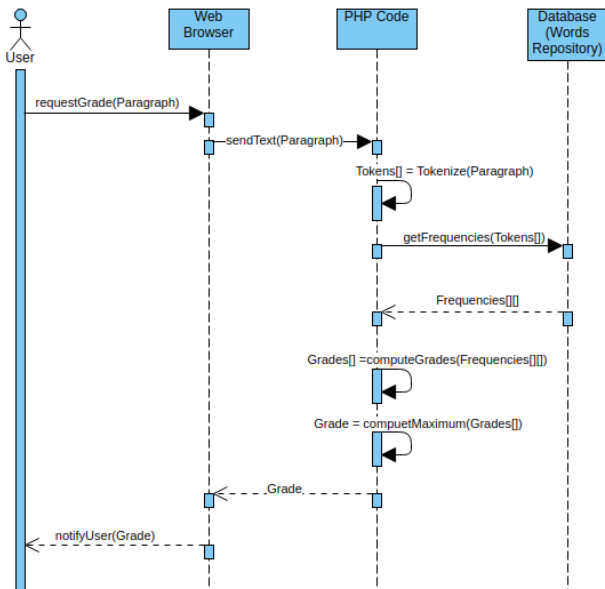 Web
Browser
PHP Code
Database
(Words
Repository)
User
requestGrade(Paragraph)
sendText(Paragraph)
Tokens[] = Tokenize(Paragraph)
getFrequencies(Tokens[])
Frequencies[][]
Grades[] =computeGrades(Frequencies[][])
Grade = compuetMaximum(Grades[])
Grade
notifyUser(Grade)